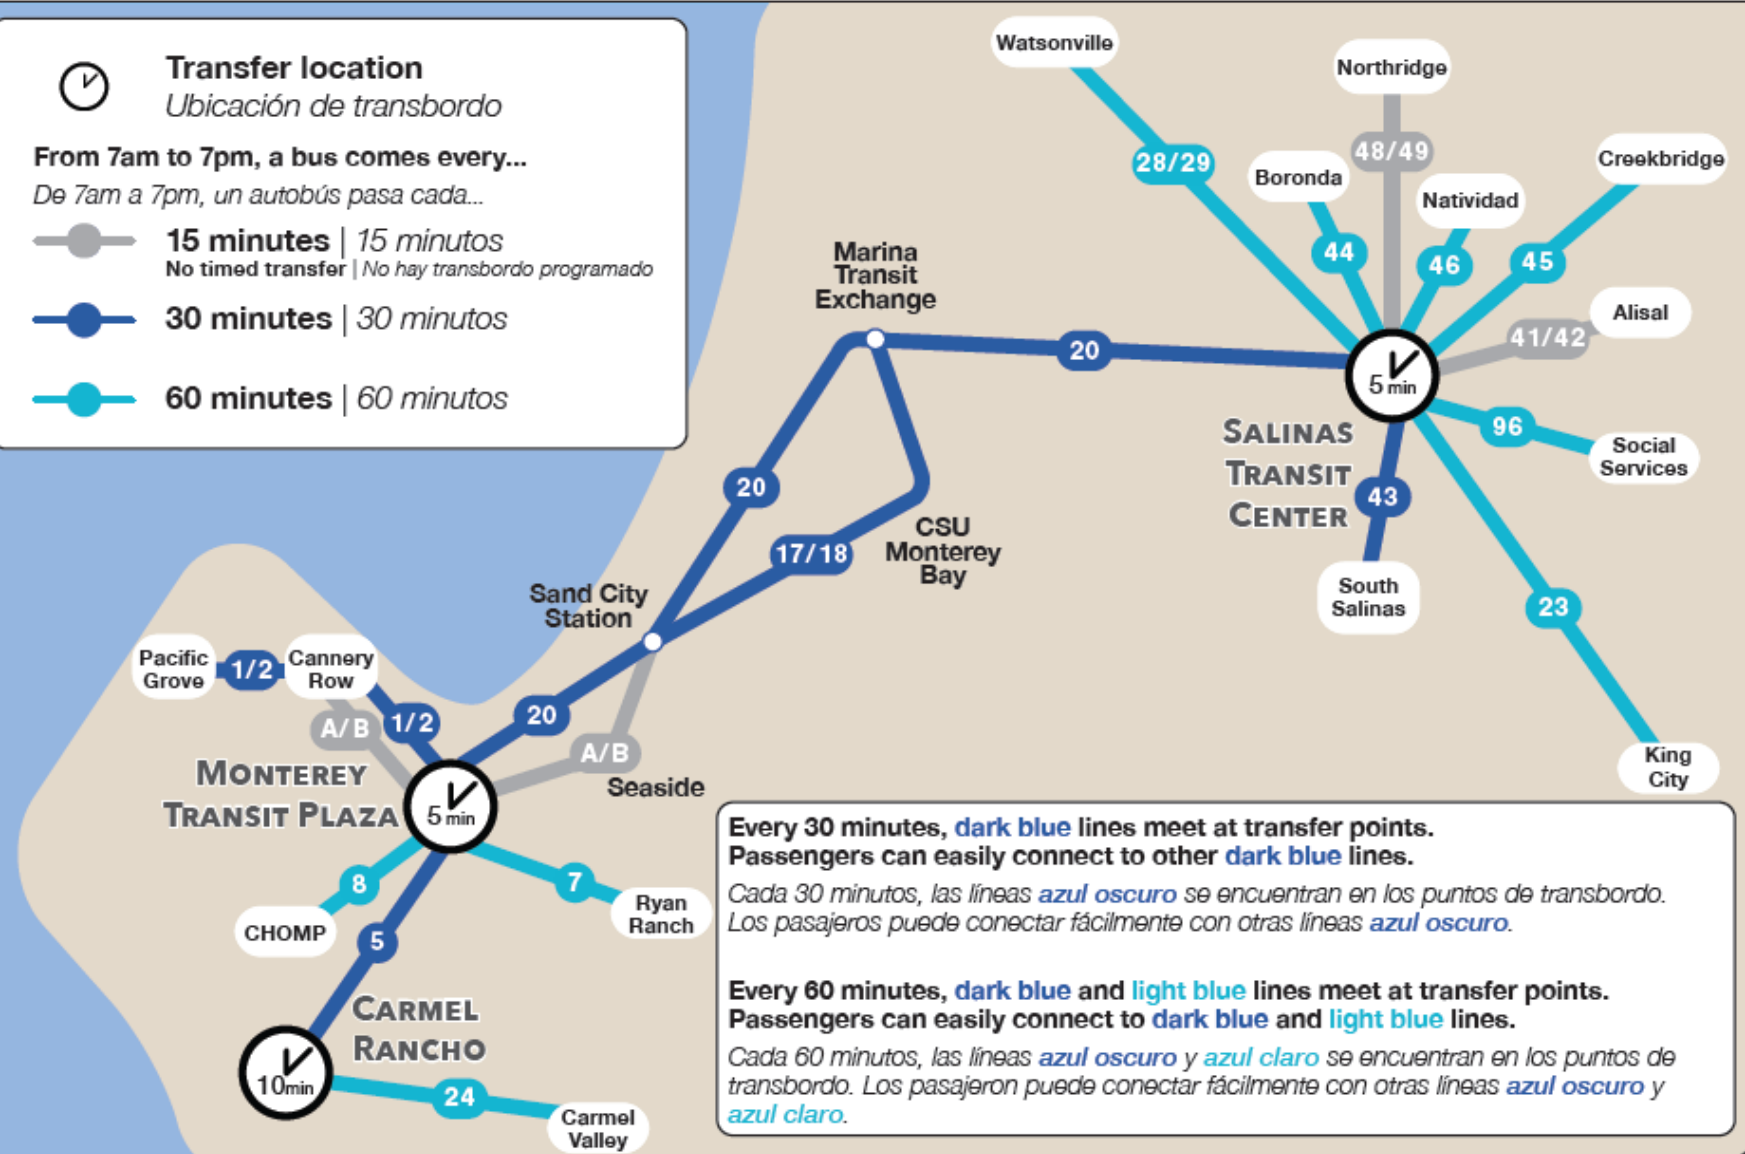 Transfer location
Ubicación de transbordo
From 7am to 7pm, a bus comes every...
De 7am a 7pm, un autobús pasa cada...
15 minutes | 15 minutos
No timed transfer | No hay transbordo programado
30 minutes | 30 minutos
60 minutes | 60 minutos
Watsonville
Northridge
28/29
48/49
Boronda
Creekbridge
Natividad
44
46
45
Alisal
41/42
Marina
Transit
Exchange
20
5 min
Salinas
Transit
Center
96
Social
Services
43
South
Salinas
23
King
City
20
17/18
CSU
Monterey
Bay
Sand City
Station
Pacific
Grove
1/2
Cannery
Row
A/B
1/2
20
A/B
Seaside
Monterey
Transit Plaza
5 min
8
CHOMP
7
Ryan
Ranch
5
Carmel
Rancho
10min
24
Carmel
Valley
Every 30 minutes, dark blue lines meet at transfer points.
Passengers can easily connect to other dark blue lines.
Cada 30 minutos, las líneas azul oscuro se encuentran en los puntos de transbordo.
Los pasajeros puede conectar fácilmente con otras líneas azul oscuro.
Every 60 minutes, dark blue and light blue lines meet at transfer points.
Passengers can easily connect to dark blue and light blue lines.
Cada 60 minutos, las líneas azul oscuro y azul claro se encuentran en los puntos de
transbordo. Los pasajeron puede conectar fácilmente con otras líneas azul oscuro y
azul claro.